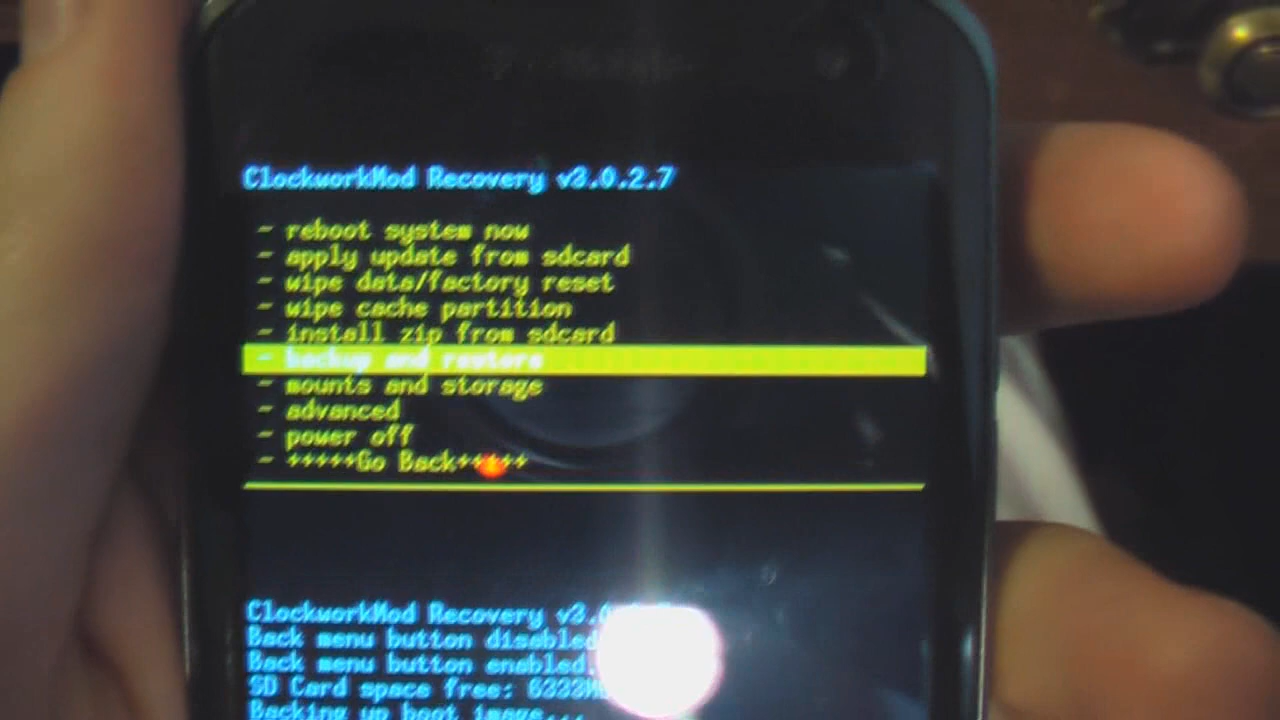 ClockworkMod Recovery v3.0.2.7
- reboot system now
- apply update from sdcard
- wipe data/factory reset
- wipe cache partition
- install zip from sdcard
- backup and restore
- mounts and storage
- advanced
- power off
- +++++Go Back+++++
ClockworkMod Recovery
Back menu button disabled
Back menu button enabled.
SD Card space free: 6333M
Backing up boot image...